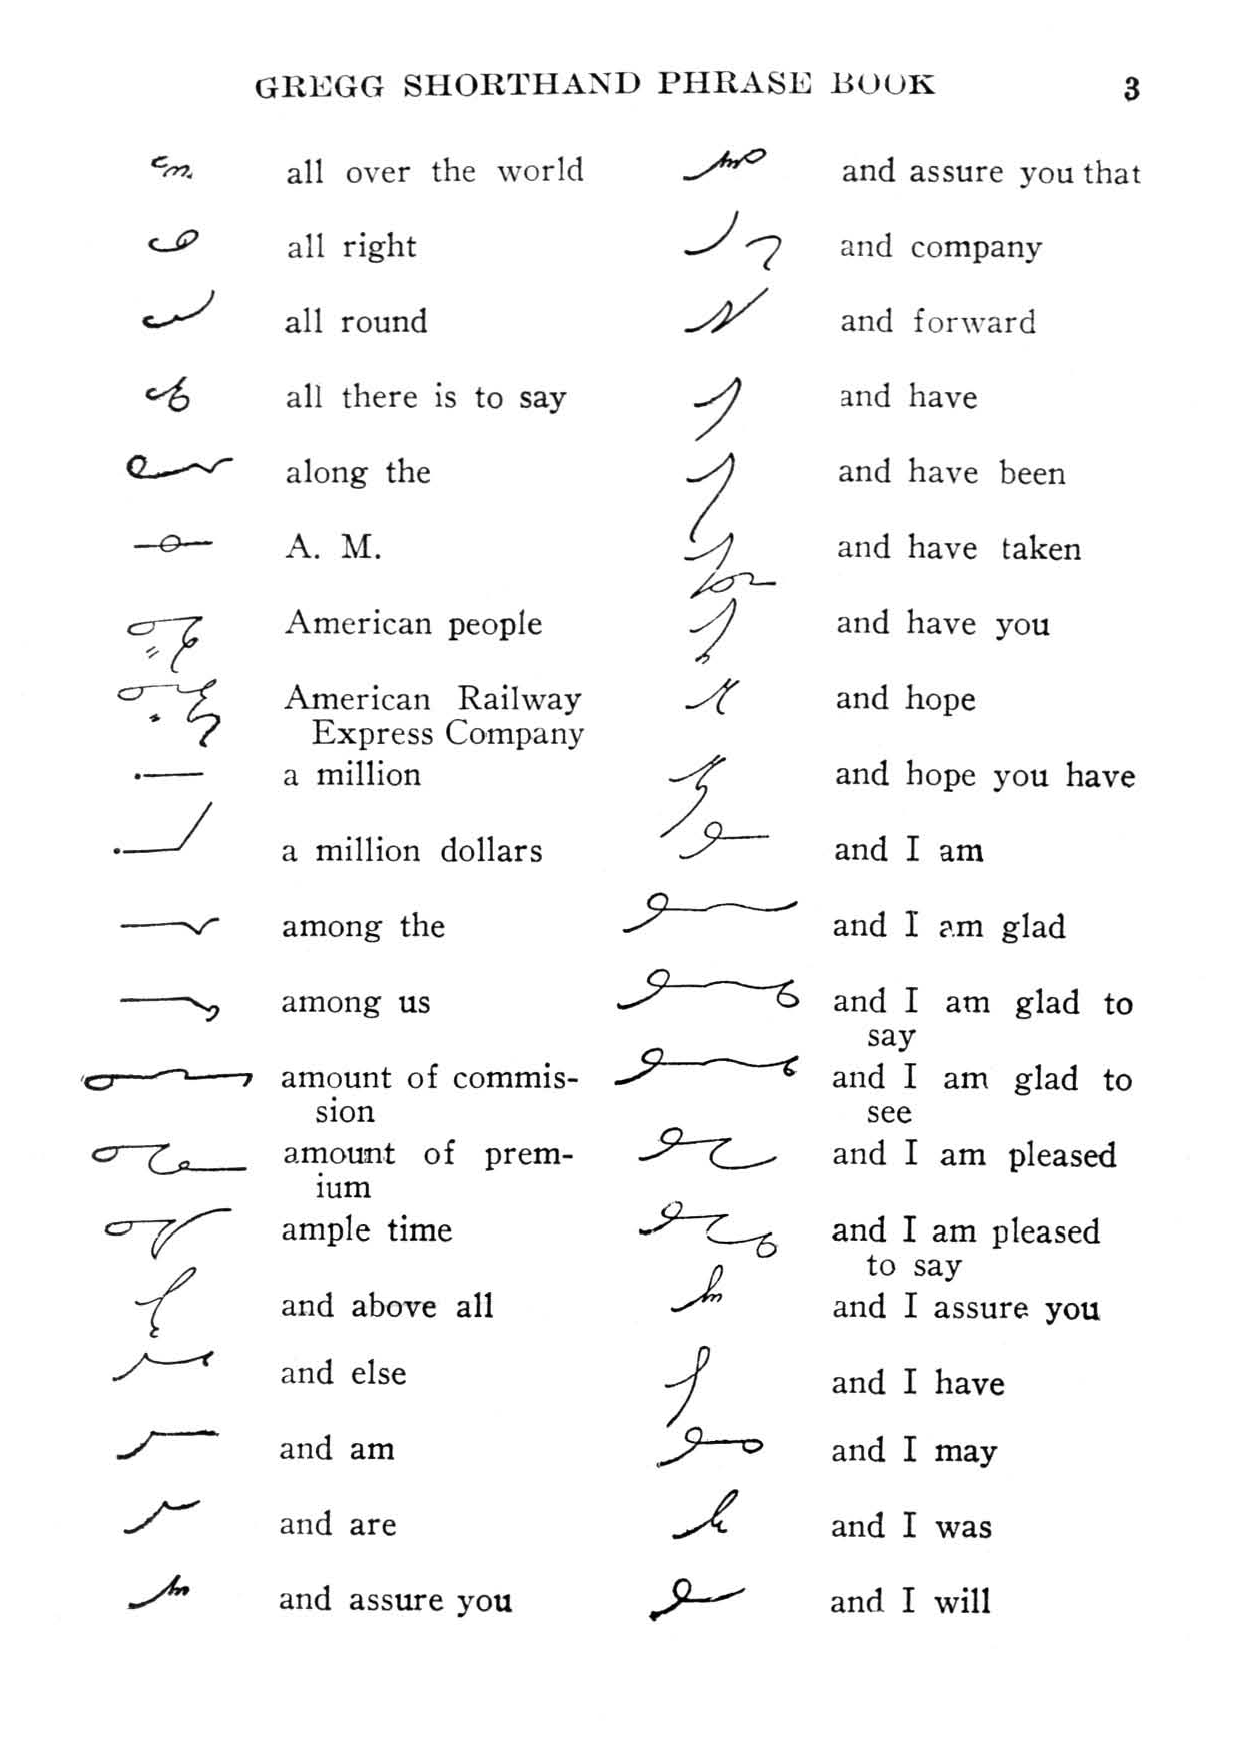 GREGG SHORTHAND PHRASE BOOK 3
all over the world
all right
all round
all there is to say
along the
A. M.
American people
American Railway
Express Company
a million
a million dollars
among the
among us
amount of commis-
sion
amount of prem-
ium
ample time
and above all
and else
and am
and are
and assure you
and assure you that
and company
and forward
and have
and have been
and have taken
and have you
and hope
and hope you have
and I am
and I am glad
and I am glad to
say
and I am glad to
see
and I am pleased
and I am pleased
to say
and I assure you
and I have
and I may
and I was
and I will